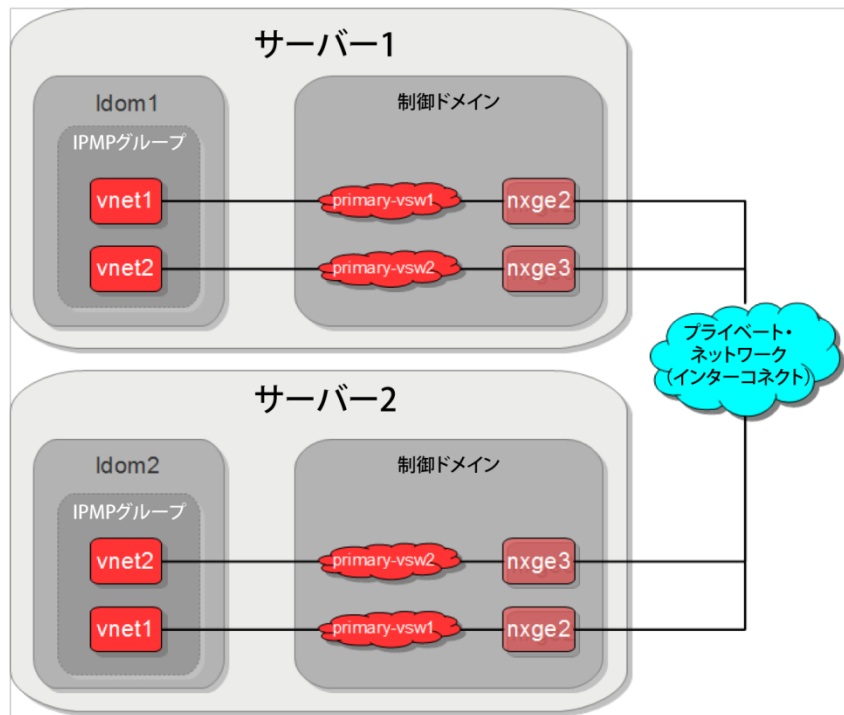 サーバー1
ldom1
制御ドメイン
IPMPグループ
vnet1
primary-vsw1
nxge2
vnet2
primary-vsw2
nxge3
プライベート・
ネットワーク
(インターコネクト)
サーバー2
ldom2
制御ドメイン
IPMPグループ
vnet2
primary-vsw2
nxge3
vnet1
primary-vsw1
nxge2